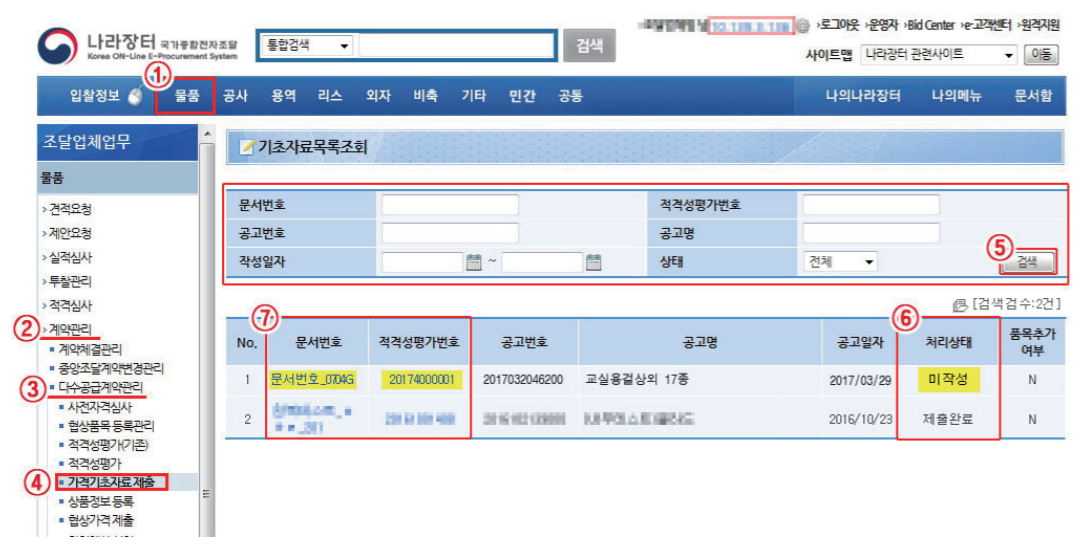 ›로그아웃 ›운영자 ›Bid Center ›e-고객센터 ›원격지원
나라장터 국가종합전자조달
Korea ON-Line E-Procurement System
통합검색
검색
사이트맵 나라장터 관련사이트 이동
①
입찰정보 물품 공사 용역 리스 외자 비축 기타 민간 공통 나의나라장터 나의메뉴 문서함
조달업체업무
기초자료목록조회
물품
›견적요청
›제안요청
›실적심사
›투찰관리
›적격심사
② ›계약관리
계약체결관리
중앙조달계약변경관리
③ 다수공급계약관리
사전자격심사
협상품목 등록관리
적격성평가(기존)
적격성평가
④ 가격기초자료 제출
상품정보 등록
협상가격 제출
문서번호 적격성평가번호
공고번호 공고명
작성일자 ~ 상태 전체 ⑤ 검색
[검색건수:2건]
⑦ ⑥
No. 문서번호 적격성평가번호 공고번호 공고명 공고일자 처리상태 품목추가여부
1 문서번호_0704G 20174000001 2017032046200 교실용걸상외 17종 2017/03/29 미작성 N
2 2016/10/23 제출완료 N